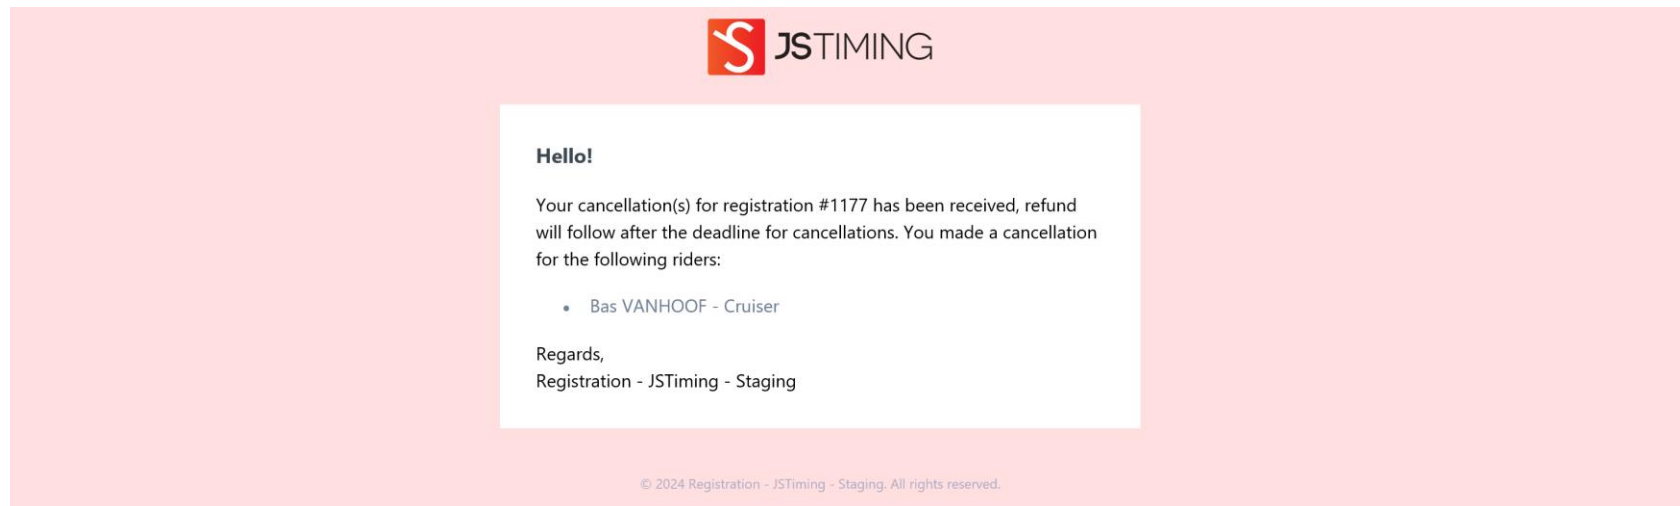 JSTIMING
Hello!
Your cancellation(s) for registration #1177 has been received, refund
will follow after the deadline for cancellations. You made a cancellation
for the following riders:
• Bas VANHOOF - Cruiser
Regards,
Registration - JSTiming - Staging
© 2024 Registration - JSTiming - Staging. All rights reserved.